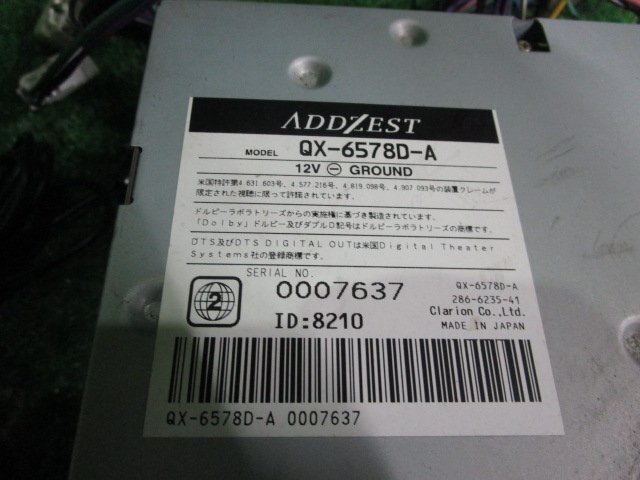 ADDZEST
MODEL QX-6578D-A
12V ⊖ GROUND
米国特許第4.631.603号、4.577.216号、4.819.098号、4.907.093号の装置クレームが
限定された視聴に限って許諾されています。
ドルビーラボラトリーズからの実施権に基づき製造されています。
「Dolby」ドルビー及びダブルD記号はドルビーラボラトリーズの商標です。
DTS及びDTS DIGITAL OUTは米国Digital Theater
Systems社の登録商標です。
SERIAL NO.
2
0007637
ID:8210
QX-6578D-A
286-6235-41
Clarion Co.,Ltd.
MADE IN JAPAN
QX-6578D-A 0007637